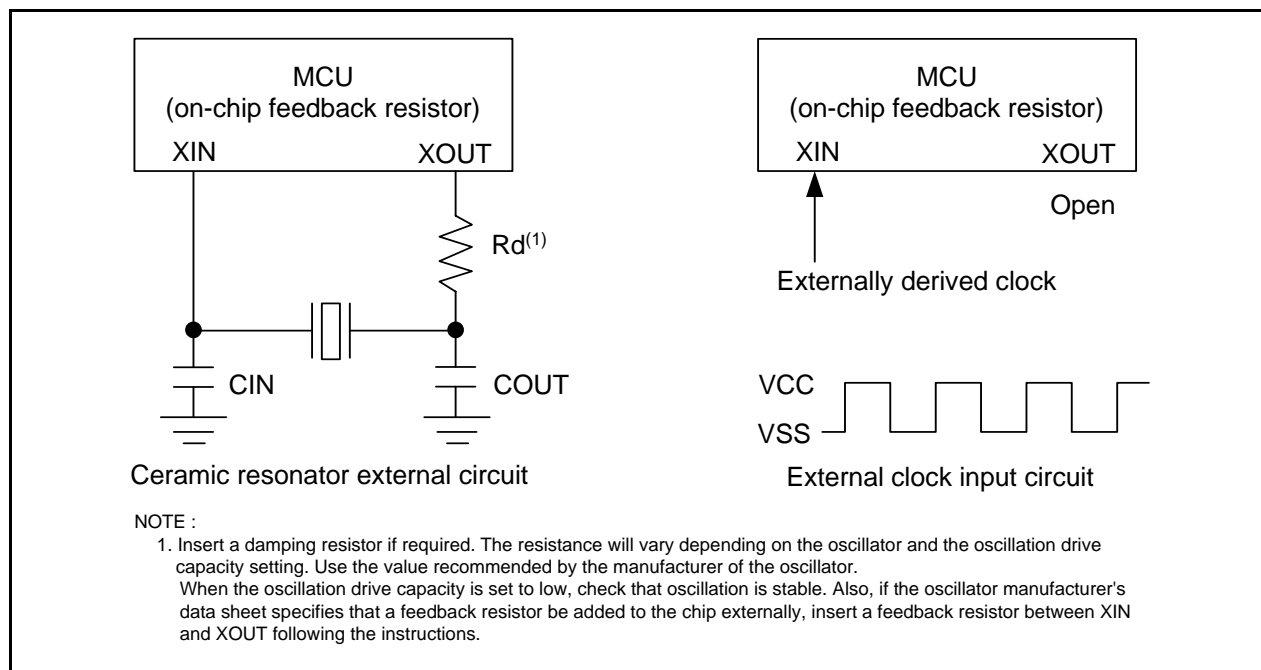 MCU
(on-chip feedback resistor)
XIN XOUT
Rd(1)
CIN
COUT
Ceramic resonator external circuit
MCU
(on-chip feedback resistor)
XIN XOUT
Open
Externally derived clock
VCC
VSS
External clock input circuit
NOTE :
1. Insert a damping resistor if required. The resistance will vary depending on the oscillator and the oscillation drive
capacity setting. Use the value recommended by the manufacturer of the oscillator.
When the oscillation drive capacity is set to low, check that oscillation is stable. Also, if the oscillator manufacturer's
data sheet specifies that a feedback resistor be added to the chip externally, insert a feedback resistor between XIN
and XOUT following the instructions.